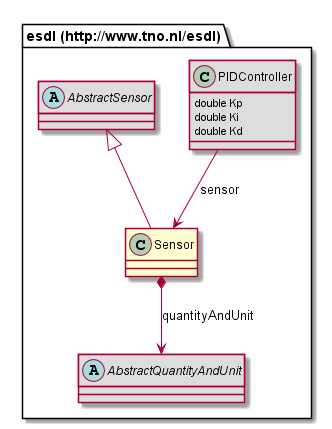 esdl (http://www.tno.nl/esdl)
C PIDController
double Kp
double Ki
double Kd
A AbstractSensor
sensor
C Sensor
quantityAndUnit
A AbstractQuantityAndUnit